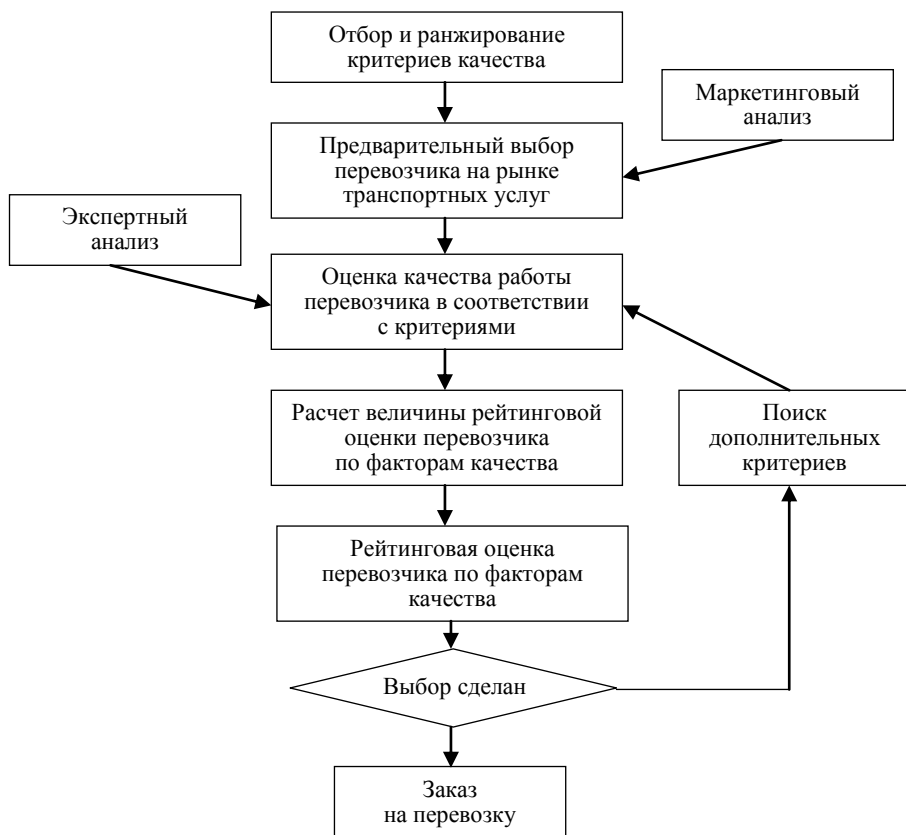 Отбор и ранжирование
критериев качества
Маркетинговый
анализ
Предварительный выбор
перевозчика на рынке
транспортных услуг
Экспертный
анализ
Оценка качества работы
перевозчика в соответствии
с критериями
Расчет величины рейтинговой
оценки перевозчика
по факторам качества
Поиск
дополнительных
критериев
Рейтинговая оценка
перевозчика по факторам
качества
Выбор сделан
Заказ
на перевозку